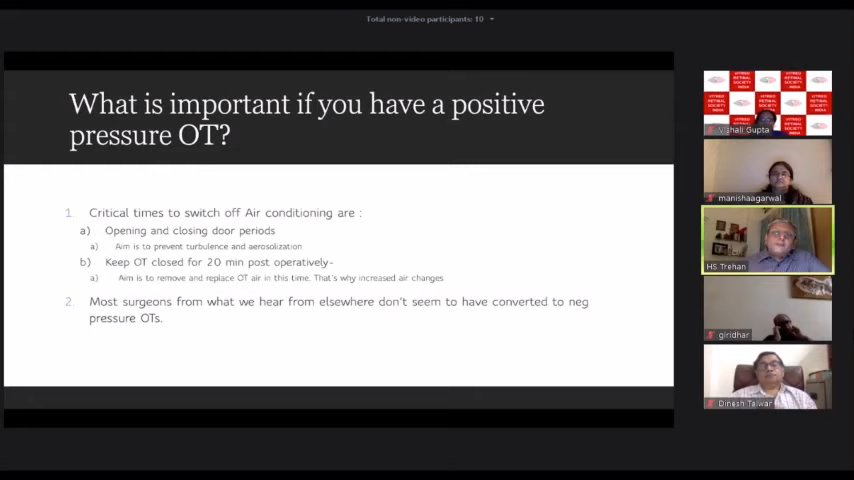 Total non-video participants: 10
What is important if you have a positive
pressure OT?
1. Critical times to switch off Air conditioning are :
a) Opening and closing door periods
a) Aim is to prevent turbulence and aerosolization
b) Keep OT closed for 20 min post operatively-
a) Aim is to remove and replace OT air in this time. That's why increased air changes
2. Most surgeons from what we hear from elsewhere don't seem to have converted to neg
pressure OTs.
Vishali Gupta
manishaagarwal
HS Trehan
giridhar
Dinesh Talwar